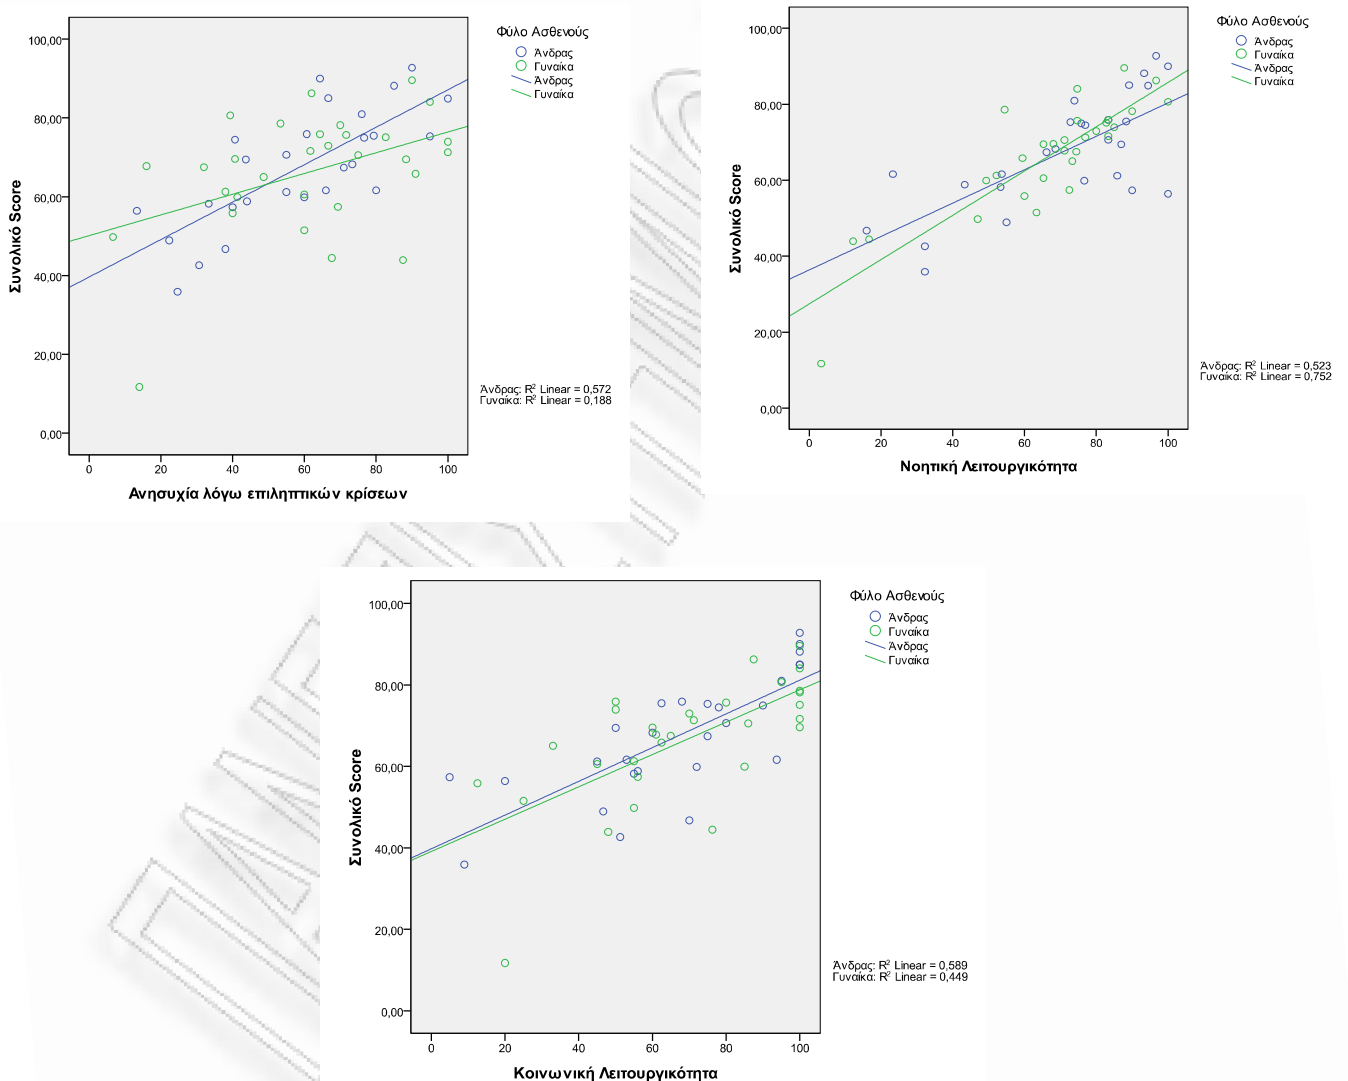 Φύλο Ασθενούς
Άνδρας
Γυναίκα
Άνδρας
Γυναίκα
100,00
80,00
60,00
40,00
20,00
0,00
Συνολικό Score
0 20 40 60 80 100
Ανησυχία λόγω επιληπτικών κρίσεων
Άνδρας: R² Linear = 0,572
Γυναίκα: R² Linear = 0,188
Φύλο Ασθενούς
Άνδρας
Γυναίκα
Άνδρας
Γυναίκα
100,00
80,00
60,00
40,00
20,00
0,00
Συνολικό Score
0 20 40 60 80 100
Νοητική Λειτουργικότητα
Άνδρας: R² Linear = 0,523
Γυναίκα: R² Linear = 0,752
Φύλο Ασθενούς
Άνδρας
Γυναίκα
Άνδρας
Γυναίκα
100,00
80,00
60,00
40,00
20,00
0,00
Συνολικό Score
0 20 40 60 80 100
Κοινωνική Λειτουργικότητα
Άνδρας: R² Linear = 0,589
Γυναίκα: R² Linear = 0,449